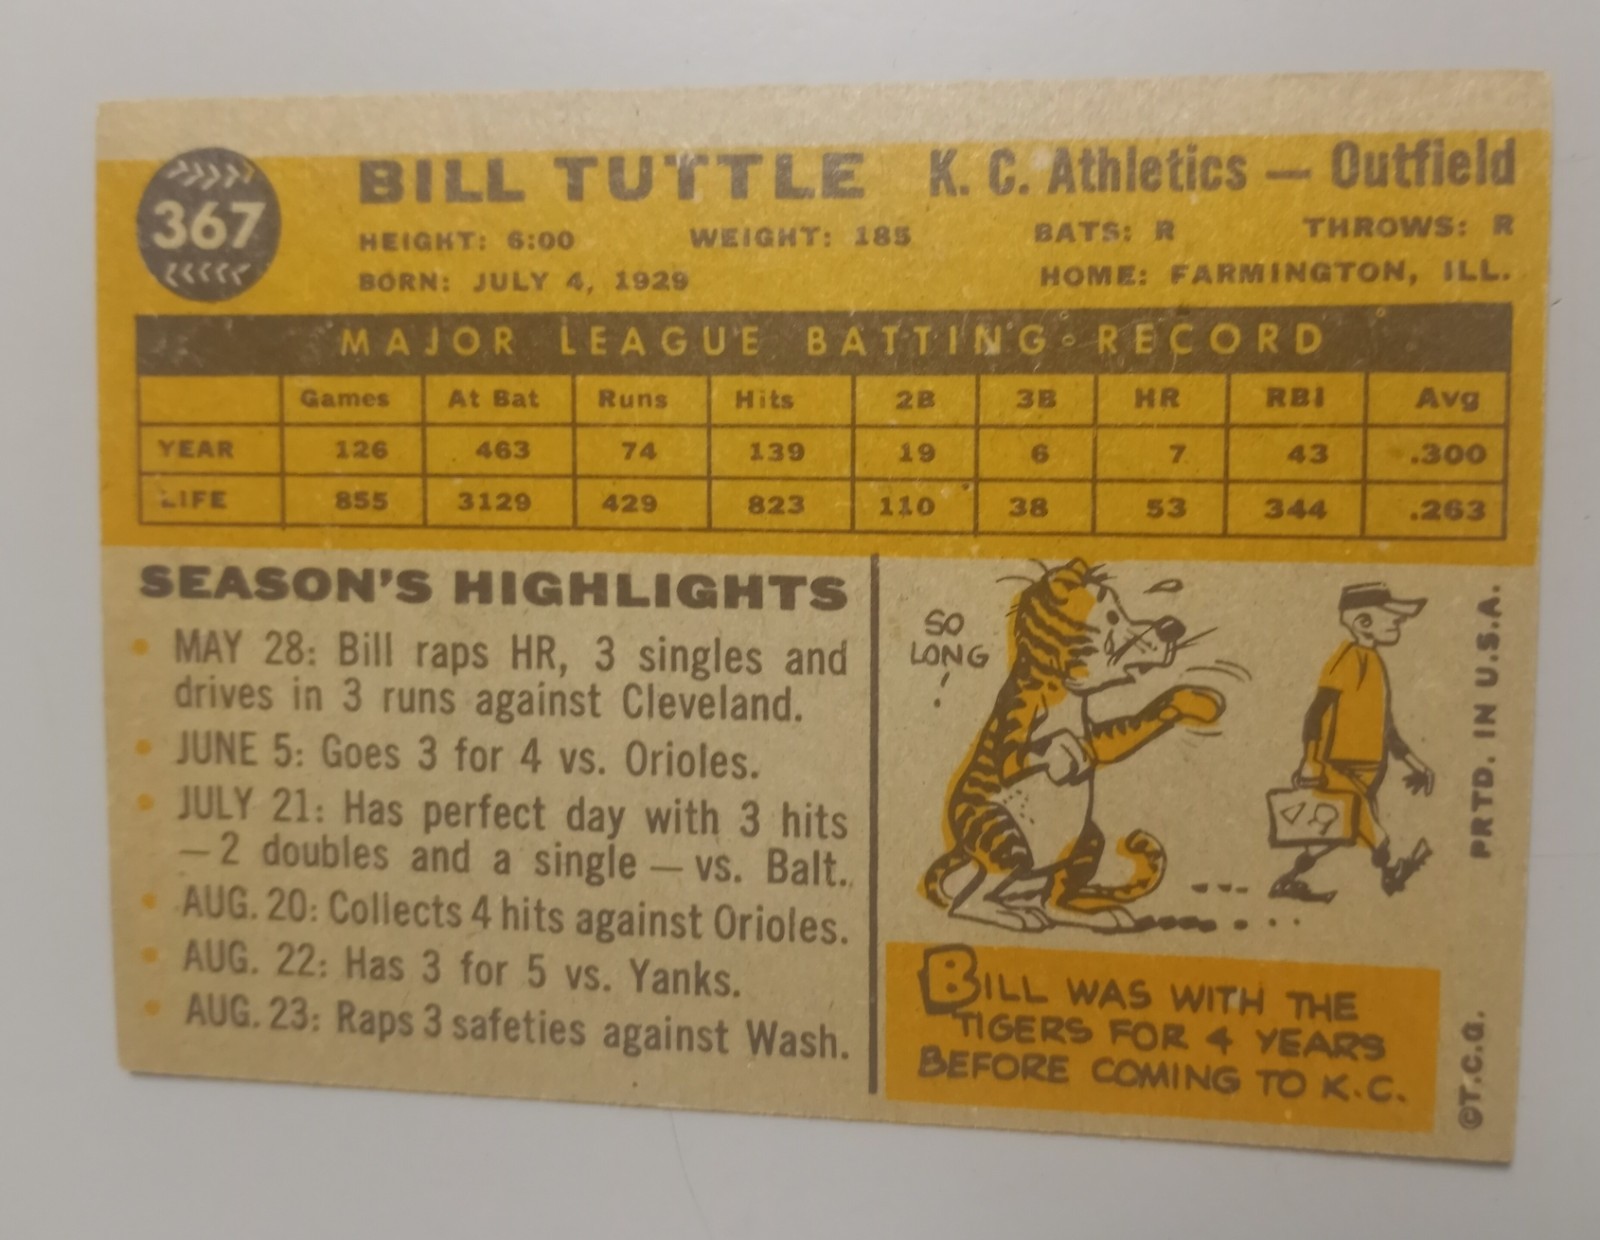 367
BILL TUTTLE K. C. Athletics — Outfield
HEIGHT: 6:00 WEIGHT: 185 BATS: R THROWS: R
BORN: JULY 4, 1929 HOME: FARMINGTON, ILL.
MAJOR LEAGUE BATTING RECORD
Games At Bat Runs Hits 2B 3B HR RBI Avg
YEAR 126 463 74 139 19 6 7 43 .300
LIFE 855 3129 429 823 110 38 53 344 .263
SEASON'S HIGHLIGHTS
• MAY 28: Bill raps HR, 3 singles and
drives in 3 runs against Cleveland.
• JUNE 5: Goes 3 for 4 vs. Orioles.
• JULY 21: Has perfect day with 3 hits
—2 doubles and a single — vs. Balt.
• AUG. 20: Collects 4 hits against Orioles.
• AUG. 22: Has 3 for 5 vs. Yanks.
• AUG. 23: Raps 3 safeties against Wash.
SO
LONG
!
BILL WAS WITH THE
TIGERS FOR 4 YEARS
BEFORE COMING TO K.C.
PRTD. IN U.S.A.
©T.C.G.